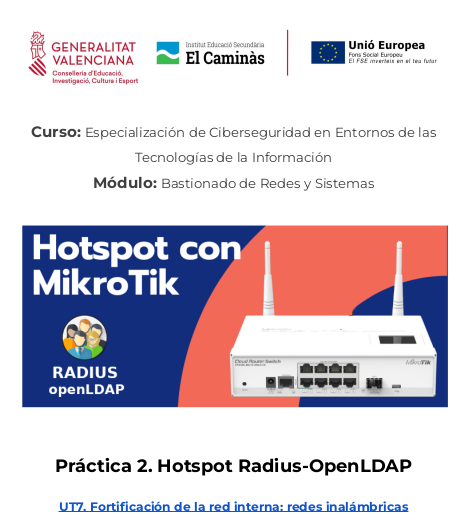 GENERALITAT
VALENCIANA
Conselleria d'Educació,
Investigació, Cultura i Esport
Institut Educació Secundària
El Caminàs
Unió Europea
Fons Social Europeu
El FSE inverteix en el teu futur
Curso: Especialización de Ciberseguridad en Entornos de las
Tecnologías de la Información
Módulo: Bastionado de Redes y Sistemas
Hotspot con
MikroTik
RADIUS
openLDAP
Cloud Router Switch
MikroTik
Práctica 2. Hotspot Radius-OpenLDAP
UT7. Fortificación de la red interna: redes inalámbricas